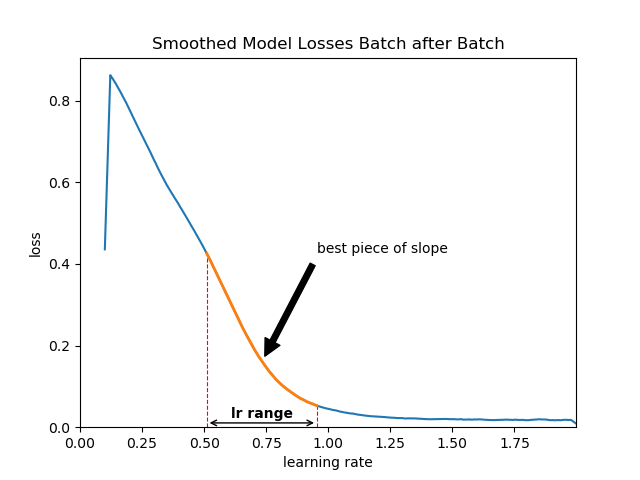 Smoothed Model Losses Batch after Batch
loss
0.8
0.6
0.4
0.2
0.0
best piece of slope
lr range
0.00 0.25 0.50 0.75 1.00 1.25 1.50 1.75
learning rate